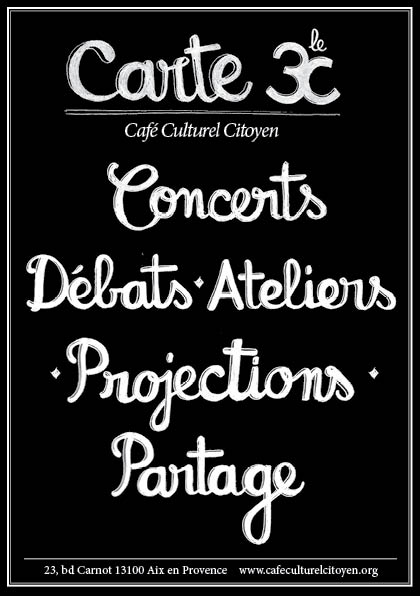 Carte le 3C
Café Culturel Citoyen
Concerts
Débats · Ateliers
· Projections ·
Partage
23, bd Carnot 13100 Aix en Provence www.cafeculturelcitoyen.org